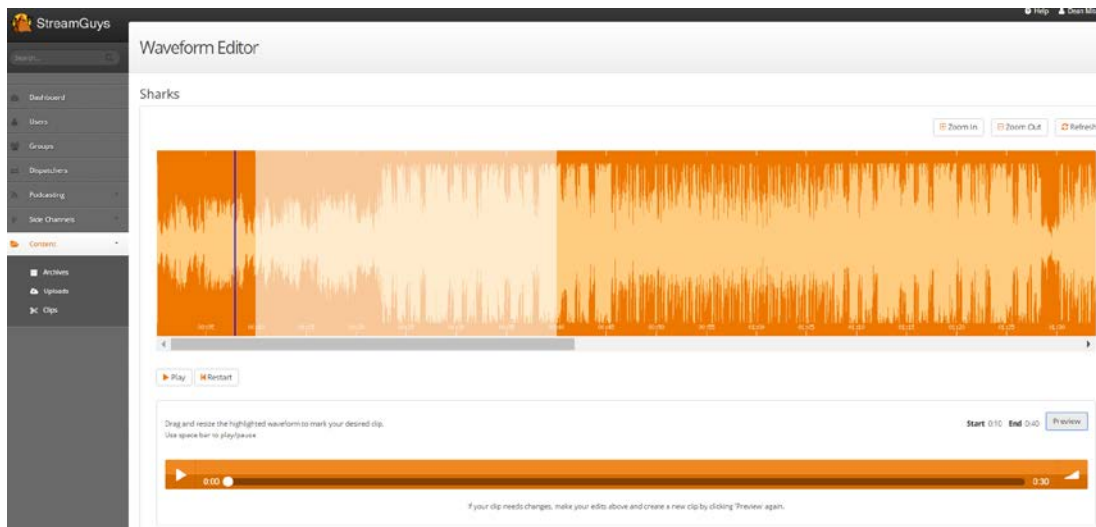 StreamGuys
Help
Search...
Waveform Editor
Dashboard
Users
Groups
Dispatchers
Podcasting
Side Channels
Content
Archives
Uploads
Clips
Sharks
Zoom In
Zoom Out
Refresh
Play
Restart
Drag and resize the highlighted waveform to mark your desired clip.
Use space bar to play/pause
Start 0:10 End 0:40 Preview
0:00
0:30
If your clip needs changes, make your edits above and create a new clip by clicking 'Preview' again.